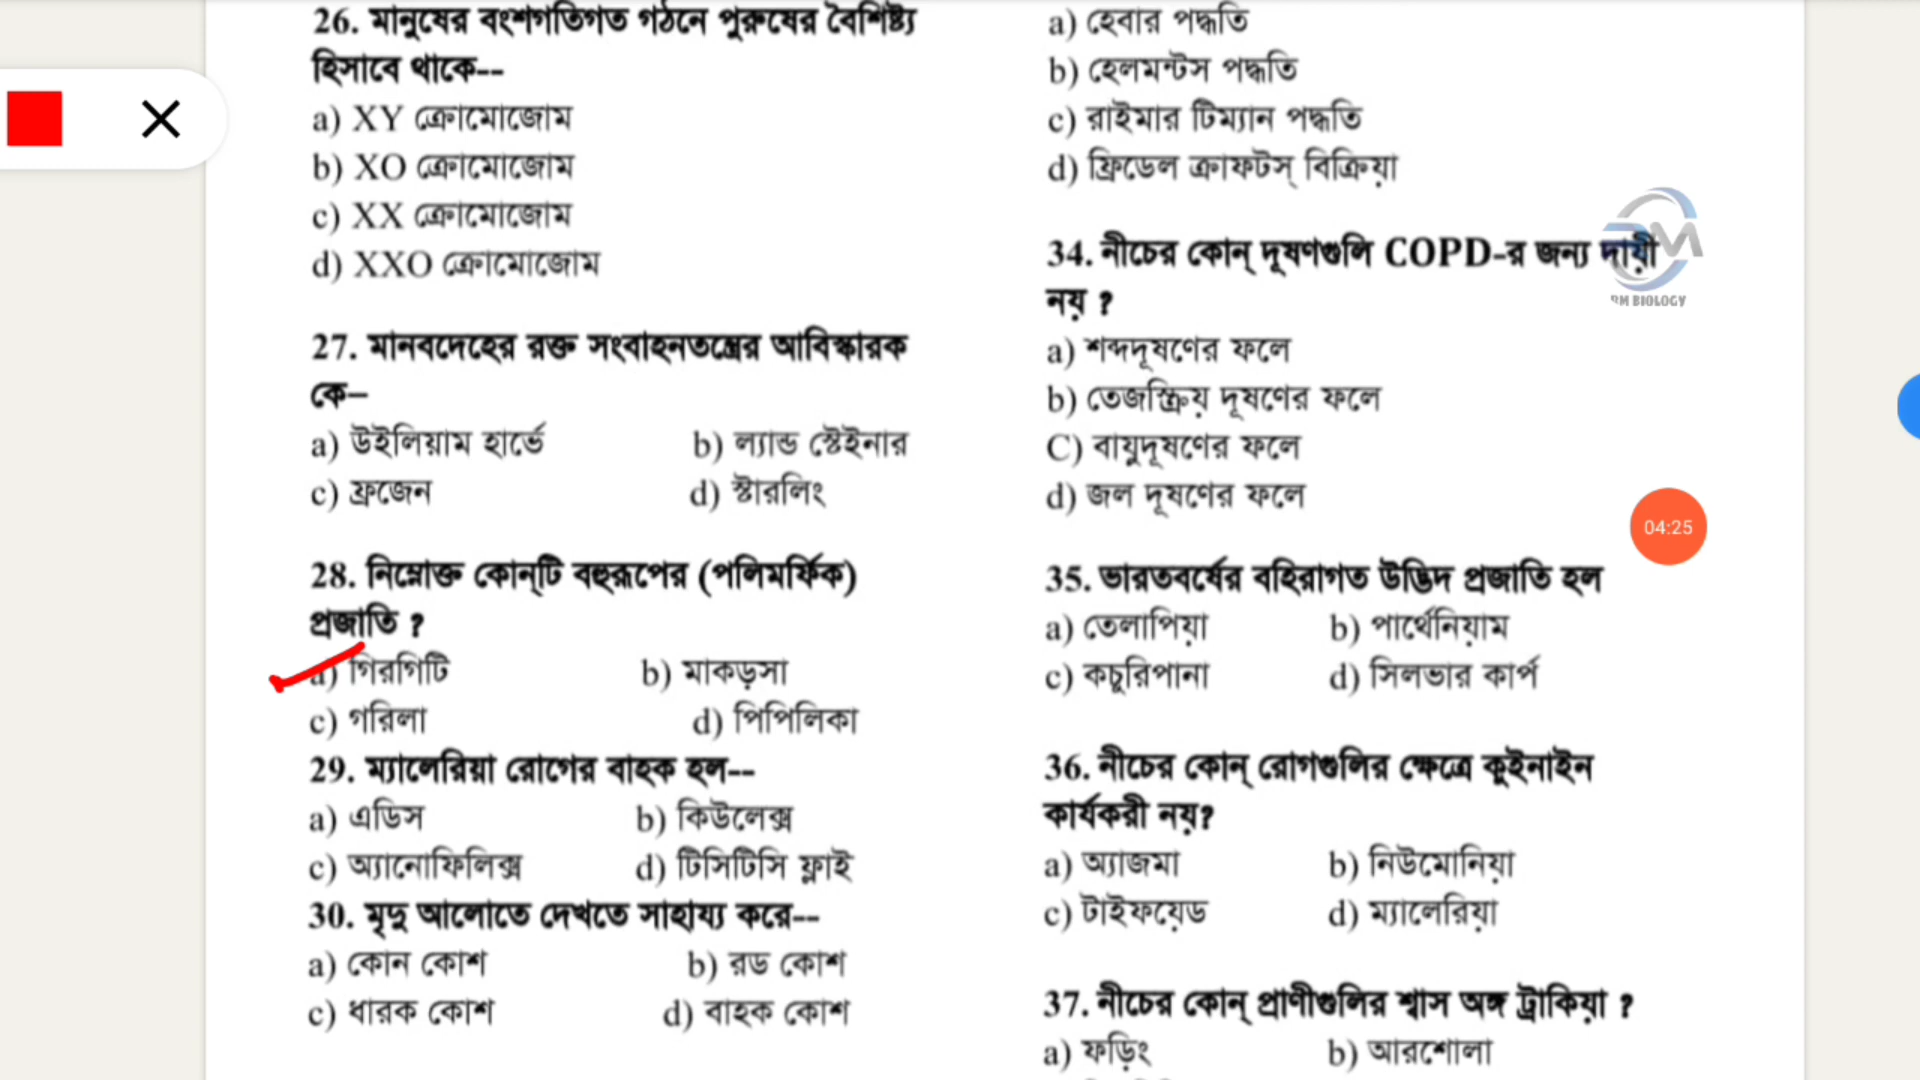 26. মানুষের বংশগতিগত গঠনে পুরুষের বৈশিষ্ট্য
হিসাবে থাকে--
a) XY ক্রোমোজোম
b) XO ক্রোমোজোম
c) XX ক্রোমোজোম
d) XXO ক্রোমোজোম
27. মানবদেহের রক্ত সংবাহনতন্ত্রের আবিস্কারক
কে–
a) উইলিয়াম হার্ভে b) ল্যান্ড স্টেইনার
c) ফ্রজেন d) স্টারলিং
28. নিম্নোক্ত কোন্‌টি বহুরূপের (পলিমর্ফিক)
প্রজাতি ?
a) গিরগিটি b) মাকড়সা
c) গরিলা d) পিপিলিকা
29. ম্যালেরিয়া রোগের বাহক হল--
a) এডিস b) কিউলেক্স
c) অ্যানোফিলিক্স d) টিসিটিসি ফ্লাই
30. মৃদু আলোতে দেখতে সাহায্য করে--
a) কোন কোশ b) রড কোশ
c) ধারক কোশ d) বাহক কোশ
a) হেবার পদ্ধতি
b) হেলমন্টস পদ্ধতি
c) রাইমার টিম্যান পদ্ধতি
d) ফ্রিডেল ক্রাফটস্ বিক্রিয়া
34. নীচের কোন্ দূষণগুলি COPD-র জন্য দায়ী
নয় ?
a) শব্দদূষণের ফলে
b) তেজস্ক্রিয় দূষণের ফলে
C) বায়ুদূষণের ফলে
d) জল দূষণের ফলে
35. ভারতবর্ষের বহিরাগত উদ্ভিদ প্রজাতি হল
a) তেলাপিয়া b) পার্থেনিয়াম
c) কচুরিপানা d) সিলভার কার্প
36. নীচের কোন্ রোগগুলির ক্ষেত্রে কুইনাইন
কার্যকরী নয়?
a) অ্যাজমা b) নিউমোনিয়া
c) টাইফয়েড d) ম্যালেরিয়া
37. নীচের কোন্ প্রাণীগুলির শ্বাস অঙ্গ ট্রাকিয়া ?
a) ফড়িং b) আরশোলা
RM BIOLOGY
04:25